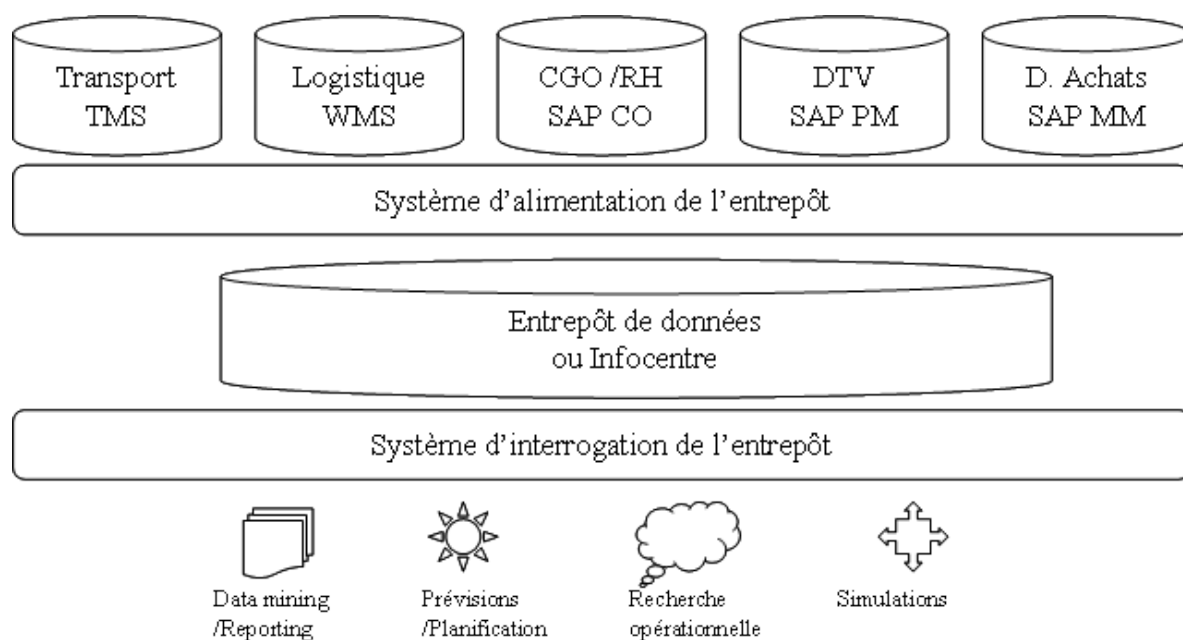 Transport
TMS
Logistique
WMS
CGO /RH
SAP CO
DTV
SAP PM
D. Achats
SAP MM
Système d'alimentation de l'entrepôt
Entrepôt de données
ou Infocentre
Système d'interrogation de l'entrepôt
Data mining
/Reporting
Prévisions
/Planification
Recherche
opérationnelle
Simulations